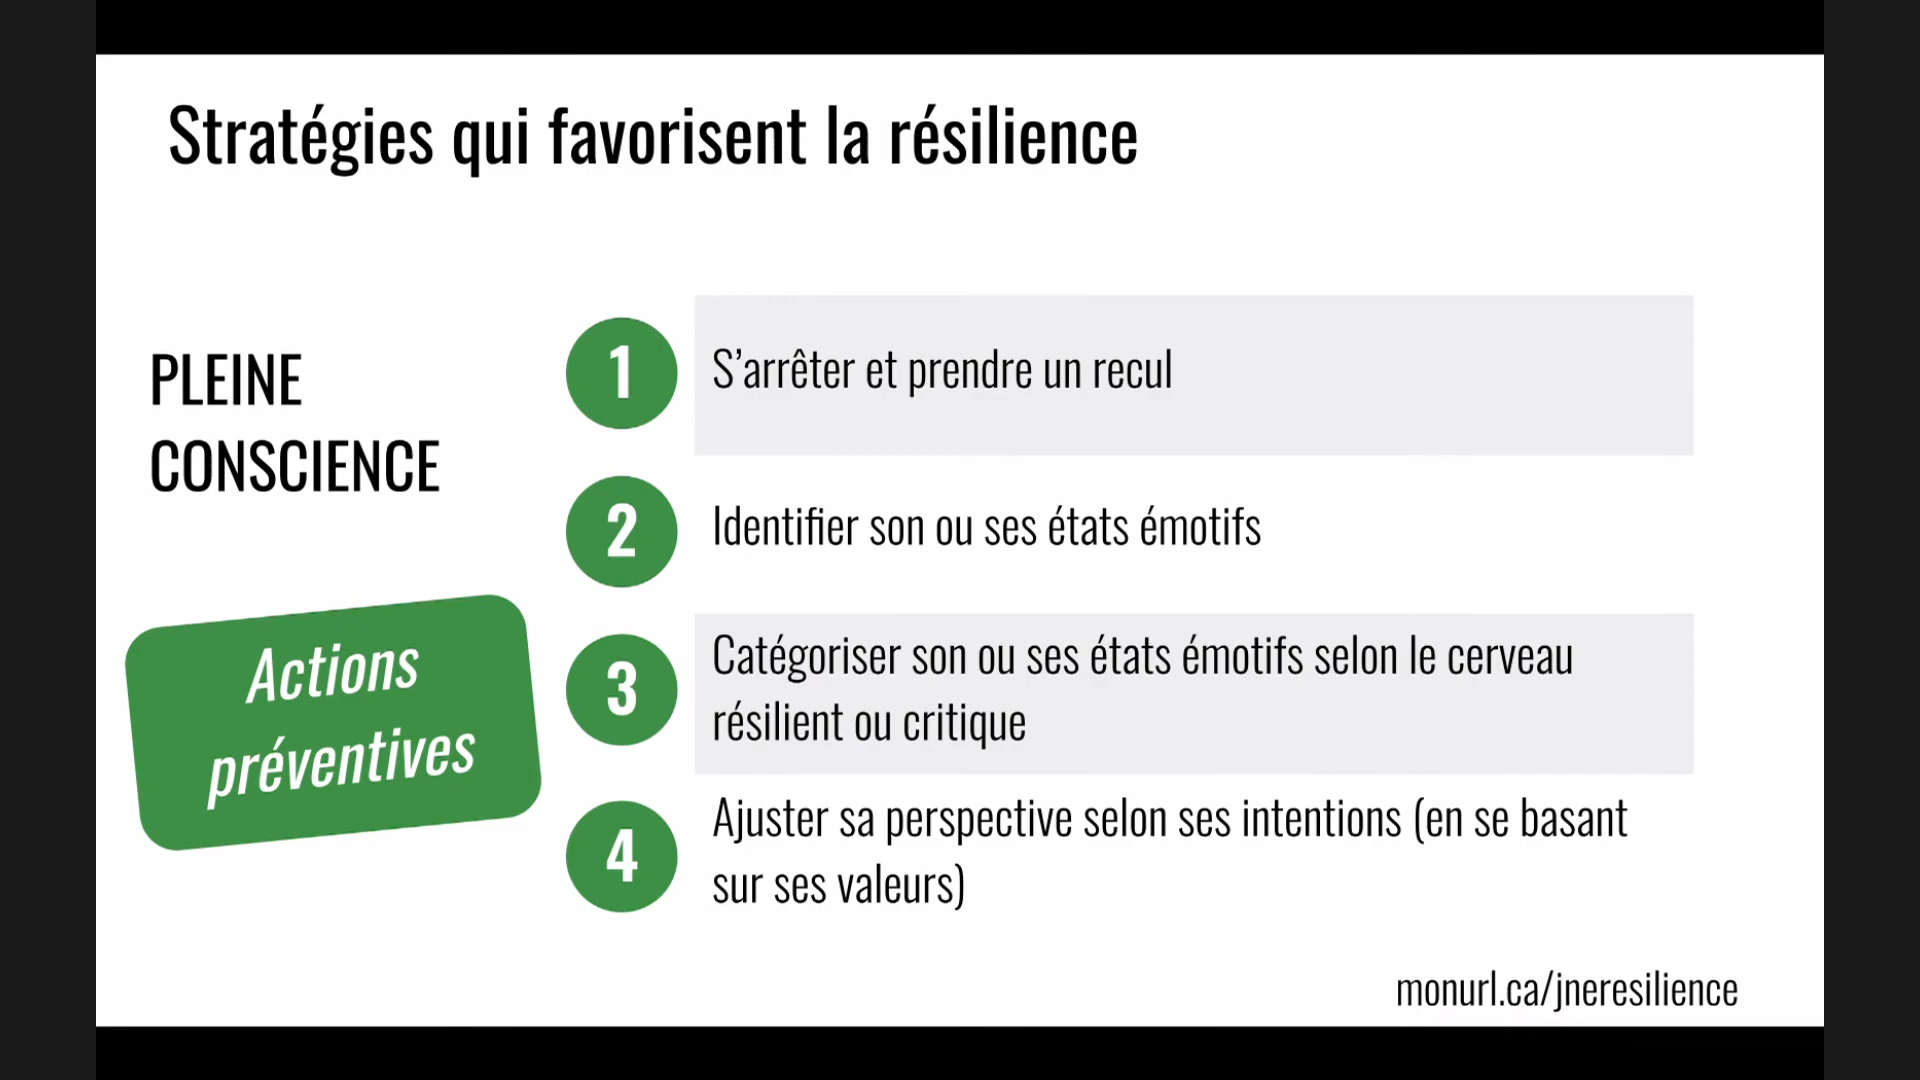 Stratégies qui favorisent la résilience
PLEINE
CONSCIENCE
Actions
préventives
1
S’arrêter et prendre un recul
2
Identifier son ou ses états émotifs
3
Catégoriser son ou ses états émotifs selon le cerveau
résilient ou critique
4
Ajuster sa perspective selon ses intentions (en se basant
sur ses valeurs)
monurl.ca/jneresilience